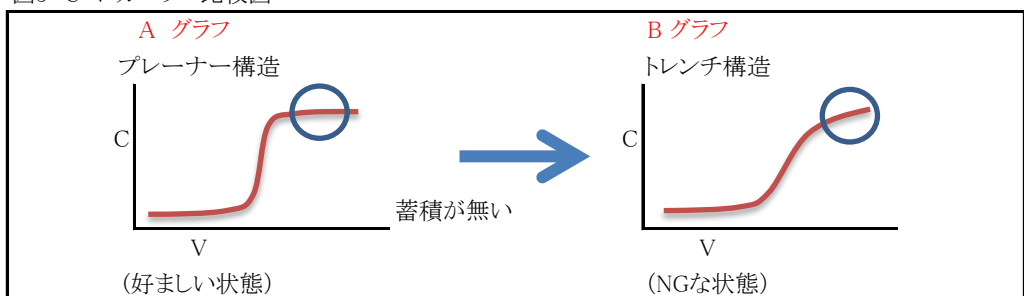 A グラフ
プレーナー構造
C
V
(好ましい状態)
蓄積が無い
B グラフ
トレンチ構造
C
V
(NGな状態)